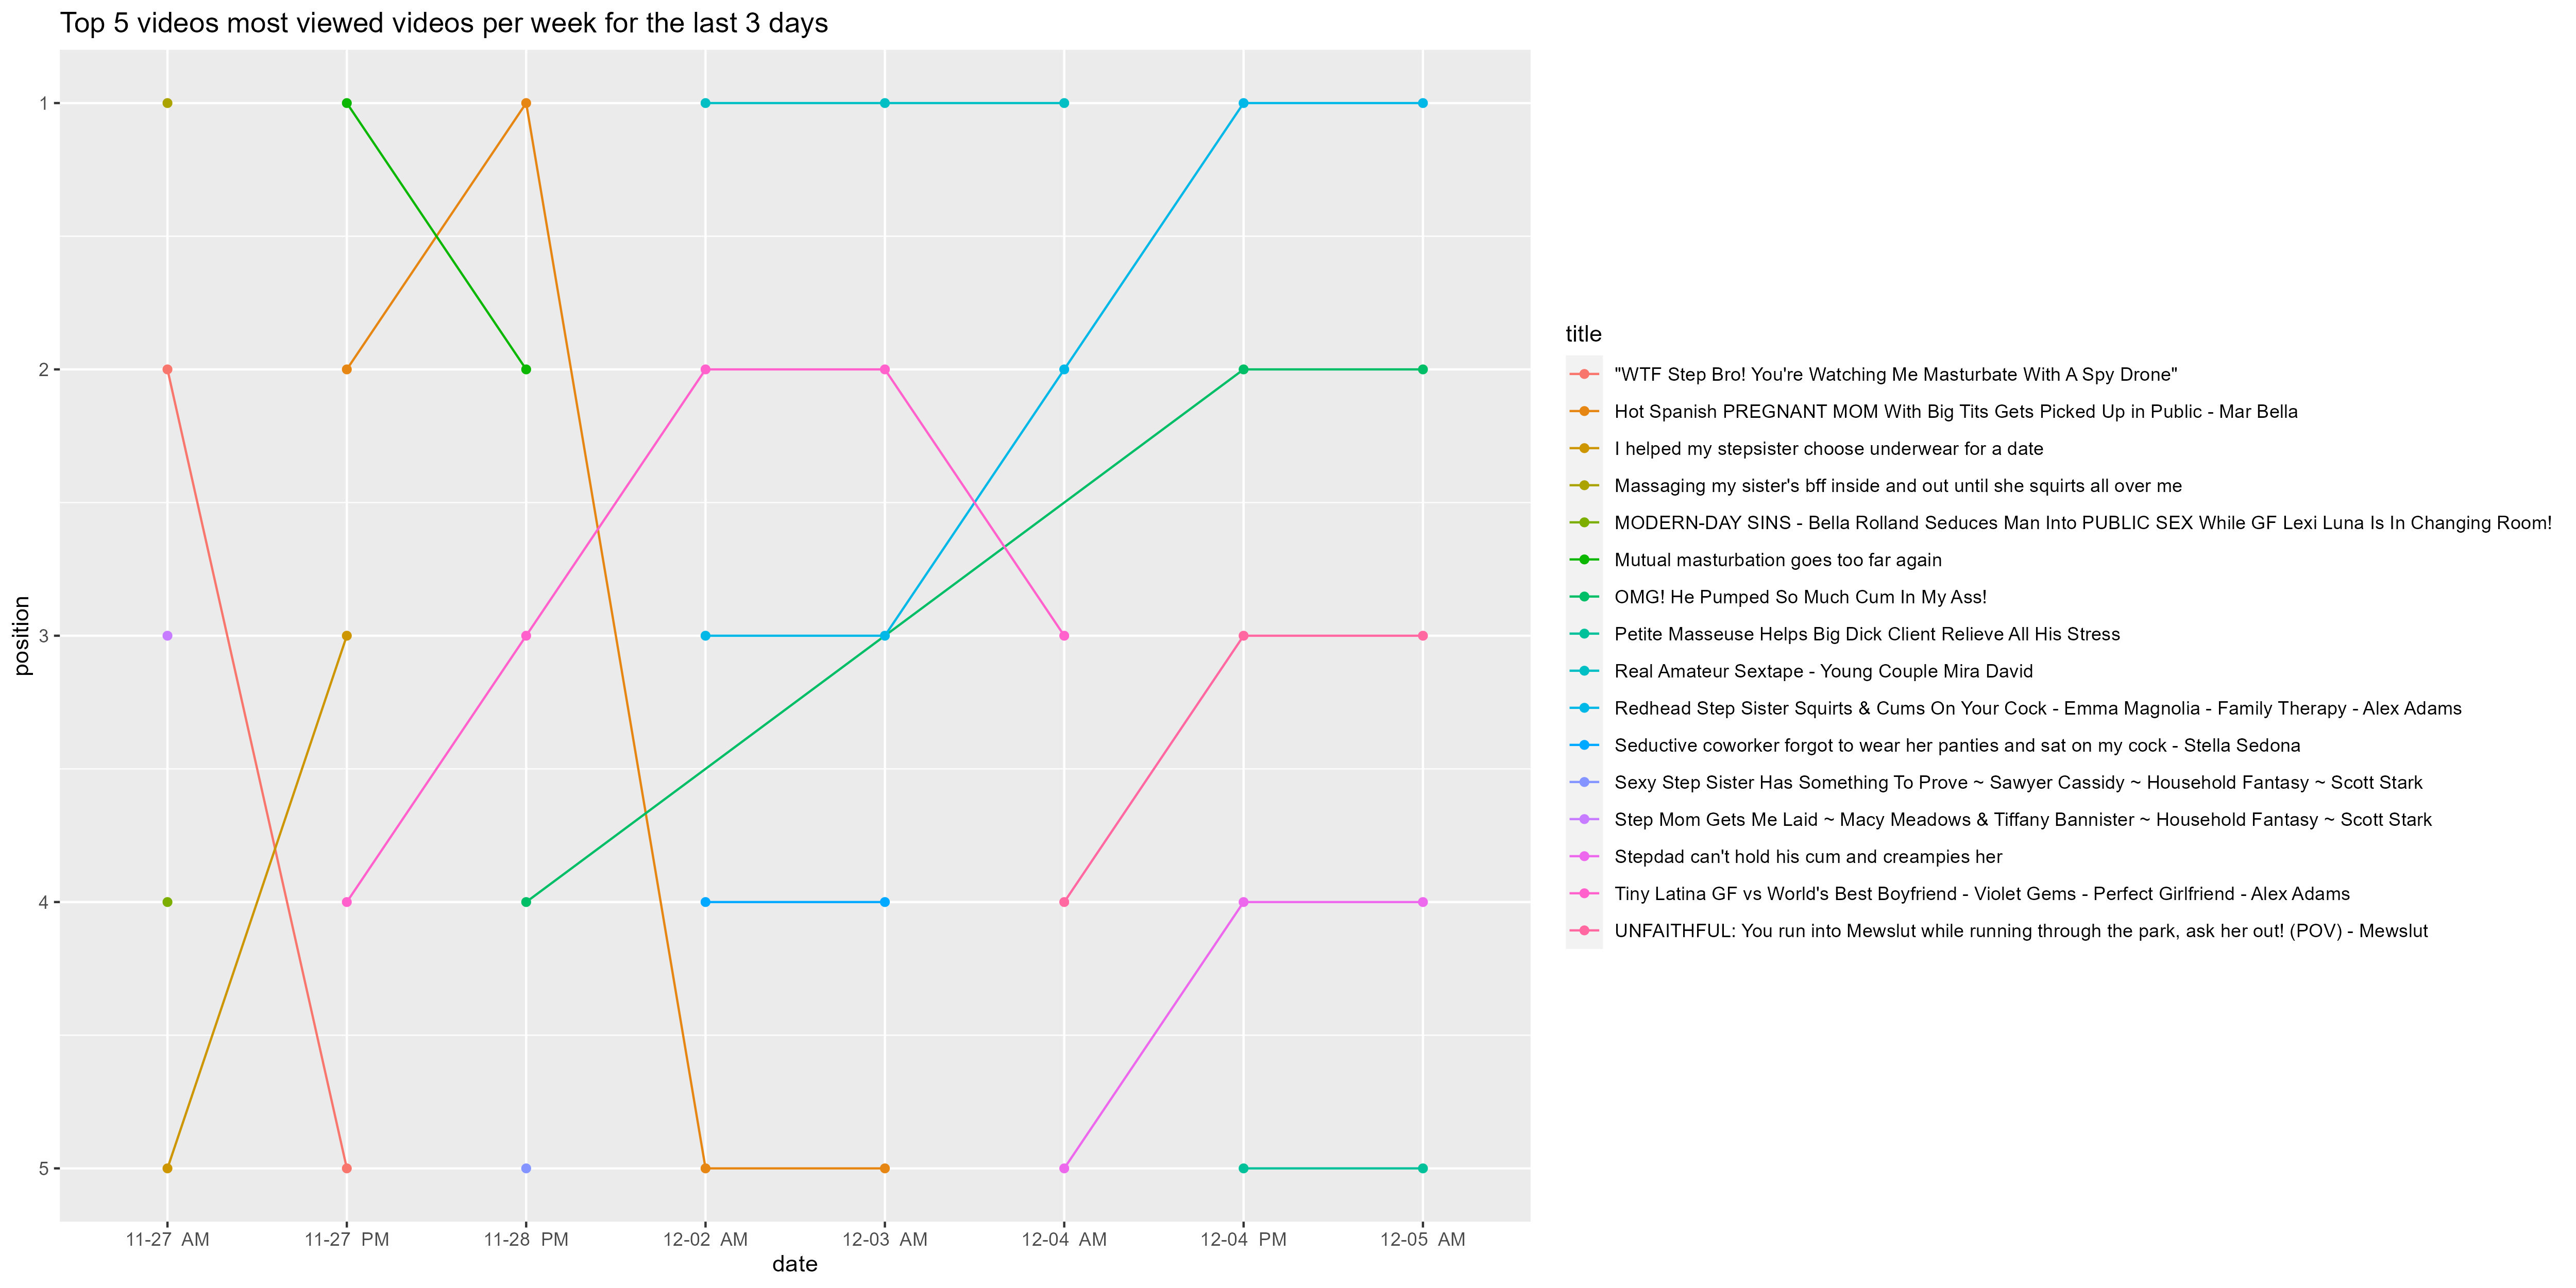 Top 5 videos most viewed videos per week for the last 3 days
position
1
2
3
4
5
11-27 AM
11-27 PM
11-28 PM
12-02 AM
12-03 AM
12-04 AM
12-04 PM
12-05 AM
date
title
"WTF Step Bro! You're Watching Me Masturbate With A Spy Drone"
Hot Spanish PREGNANT MOM With Big Tits Gets Picked Up in Public - Mar Bella
I helped my stepsister choose underwear for a date
Massaging my sister's bff inside and out until she squirts all over me
MODERN-DAY SINS - Bella Rolland Seduces Man Into PUBLIC SEX While GF Lexi Luna Is In Changing Room!
Mutual masturbation goes too far again
OMG! He Pumped So Much Cum In My Ass!
Petite Masseuse Helps Big Dick Client Relieve All His Stress
Real Amateur Sextape - Young Couple Mira David
Redhead Step Sister Squirts & Cums On Your Cock - Emma Magnolia - Family Therapy - Alex Adams
Seductive coworker forgot to wear her panties and sat on my cock - Stella Sedona
Sexy Step Sister Has Something To Prove ~ Sawyer Cassidy ~ Household Fantasy ~ Scott Stark
Step Mom Gets Me Laid ~ Macy Meadows & Tiffany Bannister ~ Household Fantasy ~ Scott Stark
Stepdad can't hold his cum and creampies her
Tiny Latina GF vs World's Best Boyfriend - Violet Gems - Perfect Girlfriend - Alex Adams
UNFAITHFUL: You run into Mewslut while running through the park, ask her out! (POV) - Mewslut